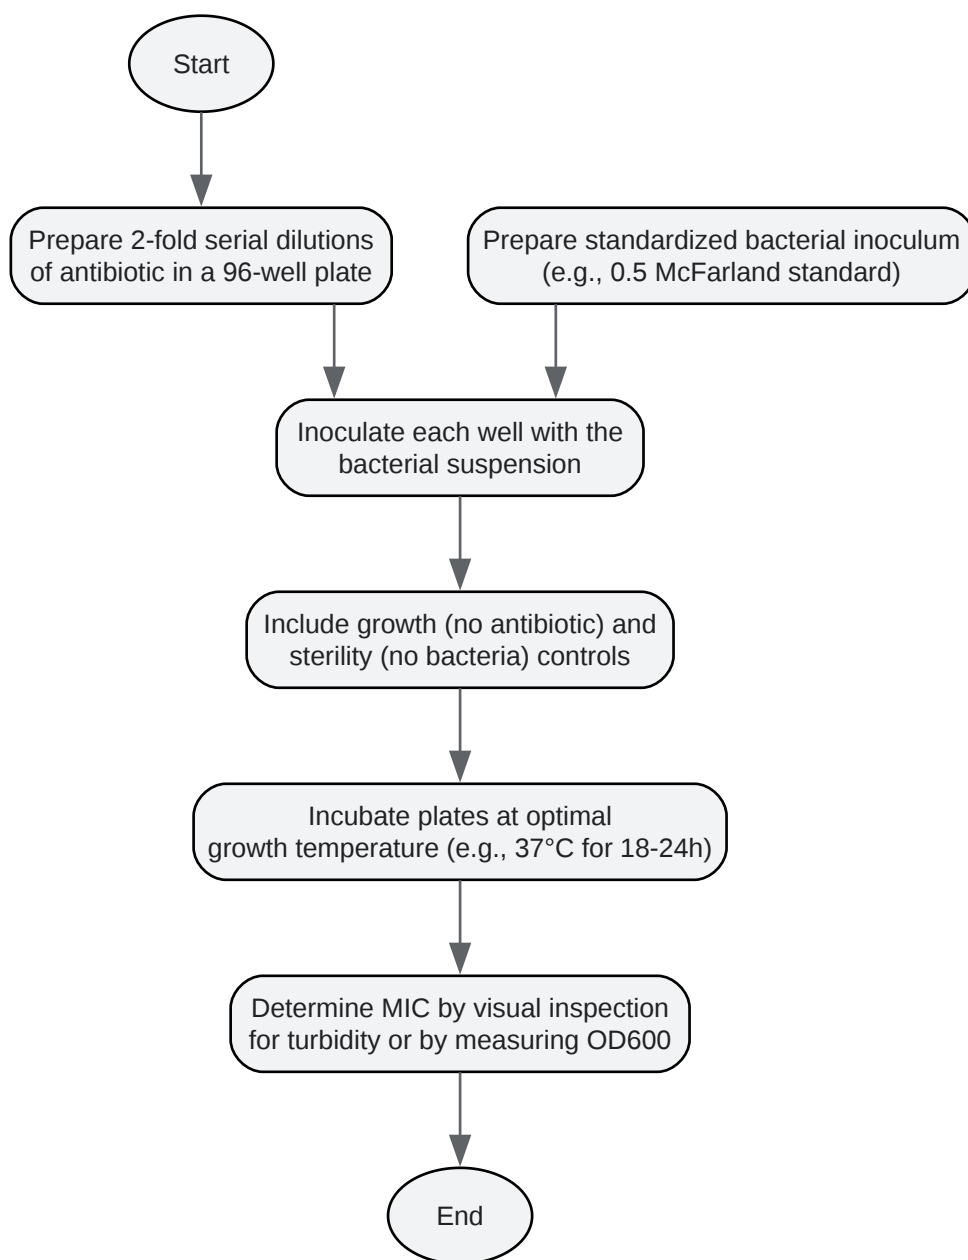 Start
Prepare 2-fold serial dilutions
of antibiotic in a 96-well plate
Prepare standardized bacterial inoculum
(e.g., 0.5 McFarland standard)
Inoculate each well with the
bacterial suspension
Include growth (no antibiotic) and
sterility (no bacteria) controls
Incubate plates at optimal
growth temperature (e.g., 37°C for 18-24h)
Determine MIC by visual inspection
for turbidity or by measuring OD600
End